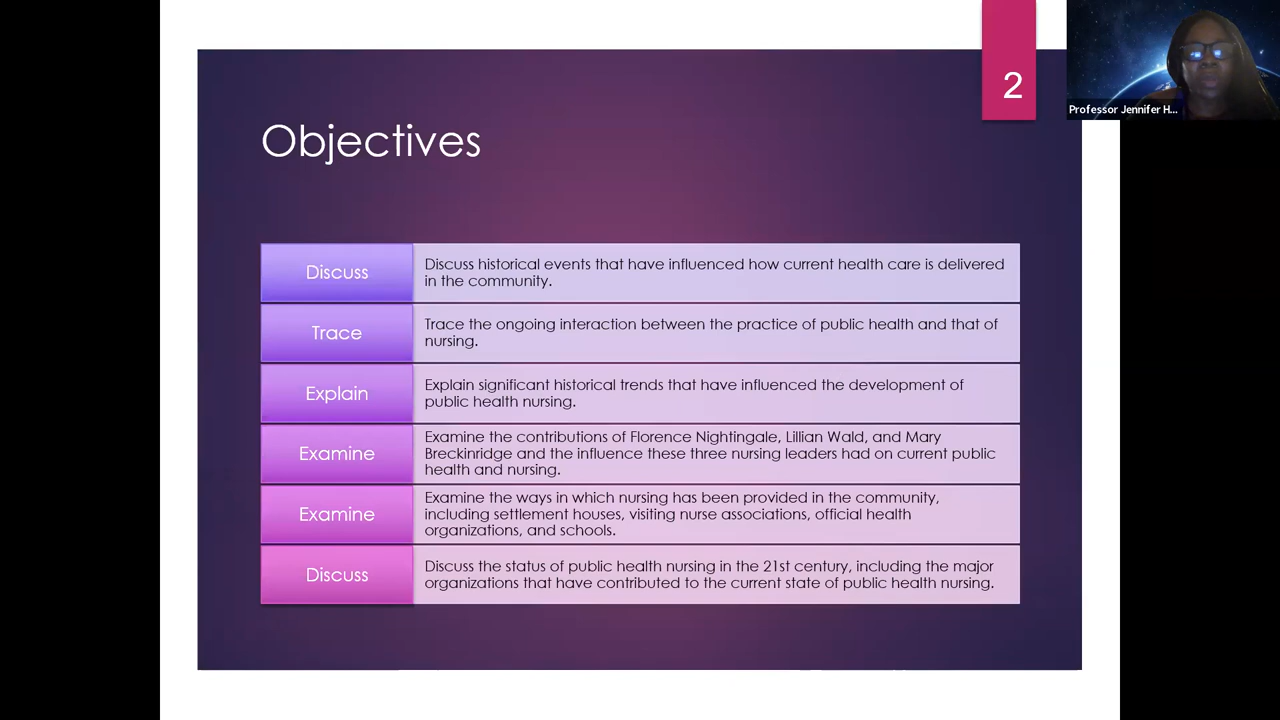 2
Professor Jennifer H...
Objectives
Discuss
Discuss historical events that have influenced how current health care is delivered
in the community.
Trace
Trace the ongoing interaction between the practice of public health and that of
nursing.
Explain
Explain significant historical trends that have influenced the development of
public health nursing.
Examine
Examine the contributions of Florence Nightingale, Lillian Wald, and Mary
Breckinridge and the influence these three nursing leaders had on current public
health and nursing.
Examine
Examine the ways in which nursing has been provided in the community,
including settlement houses, visiting nurse associations, official health
organizations, and schools.
Discuss
Discuss the status of public health nursing in the 21st century, including the major
organizations that have contributed to the current state of public health nursing.